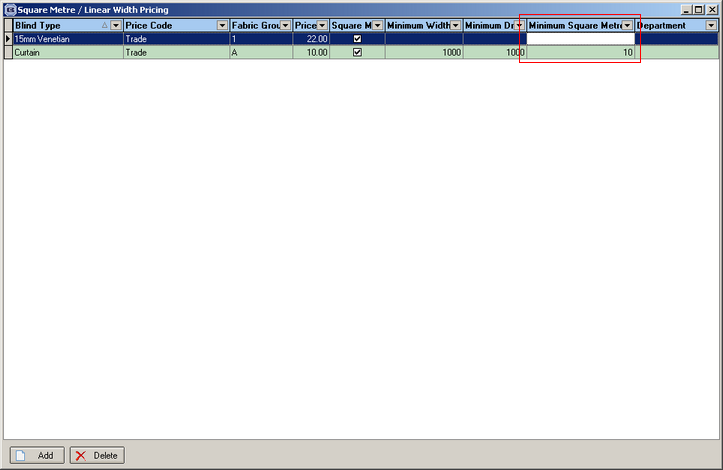 Square Metre / Linear Width Pricing
Blind Type Price Code Fabric Grou Price Square M Minimum Width Minimum Dr Minimum Square Metre Department
15mm Venetian Trade 1 22.00
Curtain Trade A 10.00 1000 1000 10
Add Delete